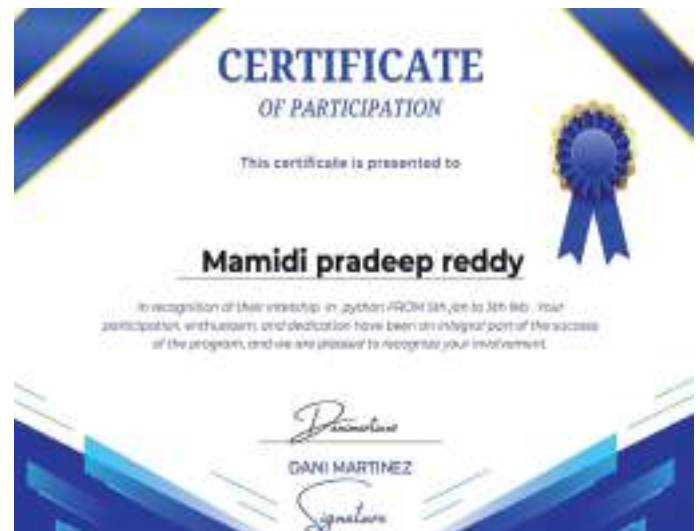 CERTIFICATE
OF PARTICIPATION
This certificate is presented to
Mamidi pradeep reddy
In recognition of their intetship in python FROM 5th jan to 5th feb . Your
participation, enthusiasm, and dedication have been an integral part of the success
of the program, and we are pleased to recognize your involvement.
DANI MARTINEZ
Signature